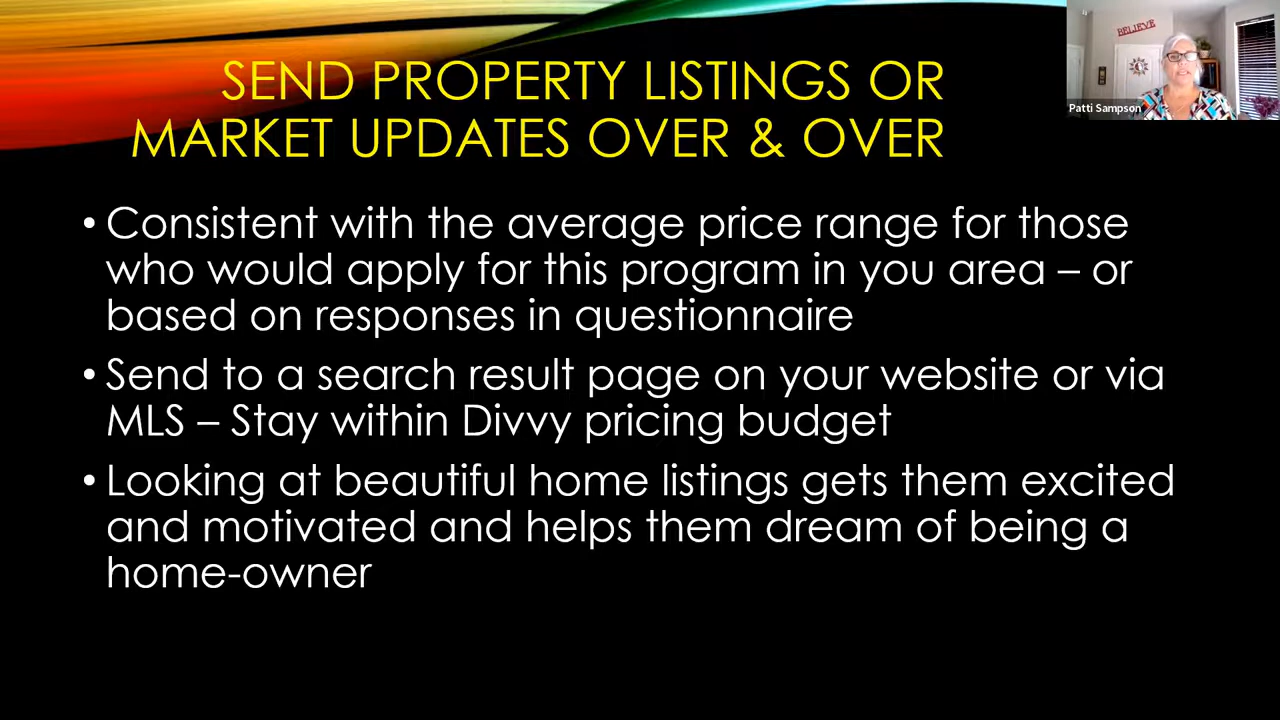 SEND PROPERTY LISTINGS OR
MARKET UPDATES OVER & OVER
BELIEVE
Patti Sampson
• Consistent with the average price range for those
who would apply for this program in you area – or
based on responses in questionnaire
• Send to a search result page on your website or via
MLS – Stay within Divvy pricing budget
• Looking at beautiful home listings gets them excited
and motivated and helps them dream of being a
home-owner